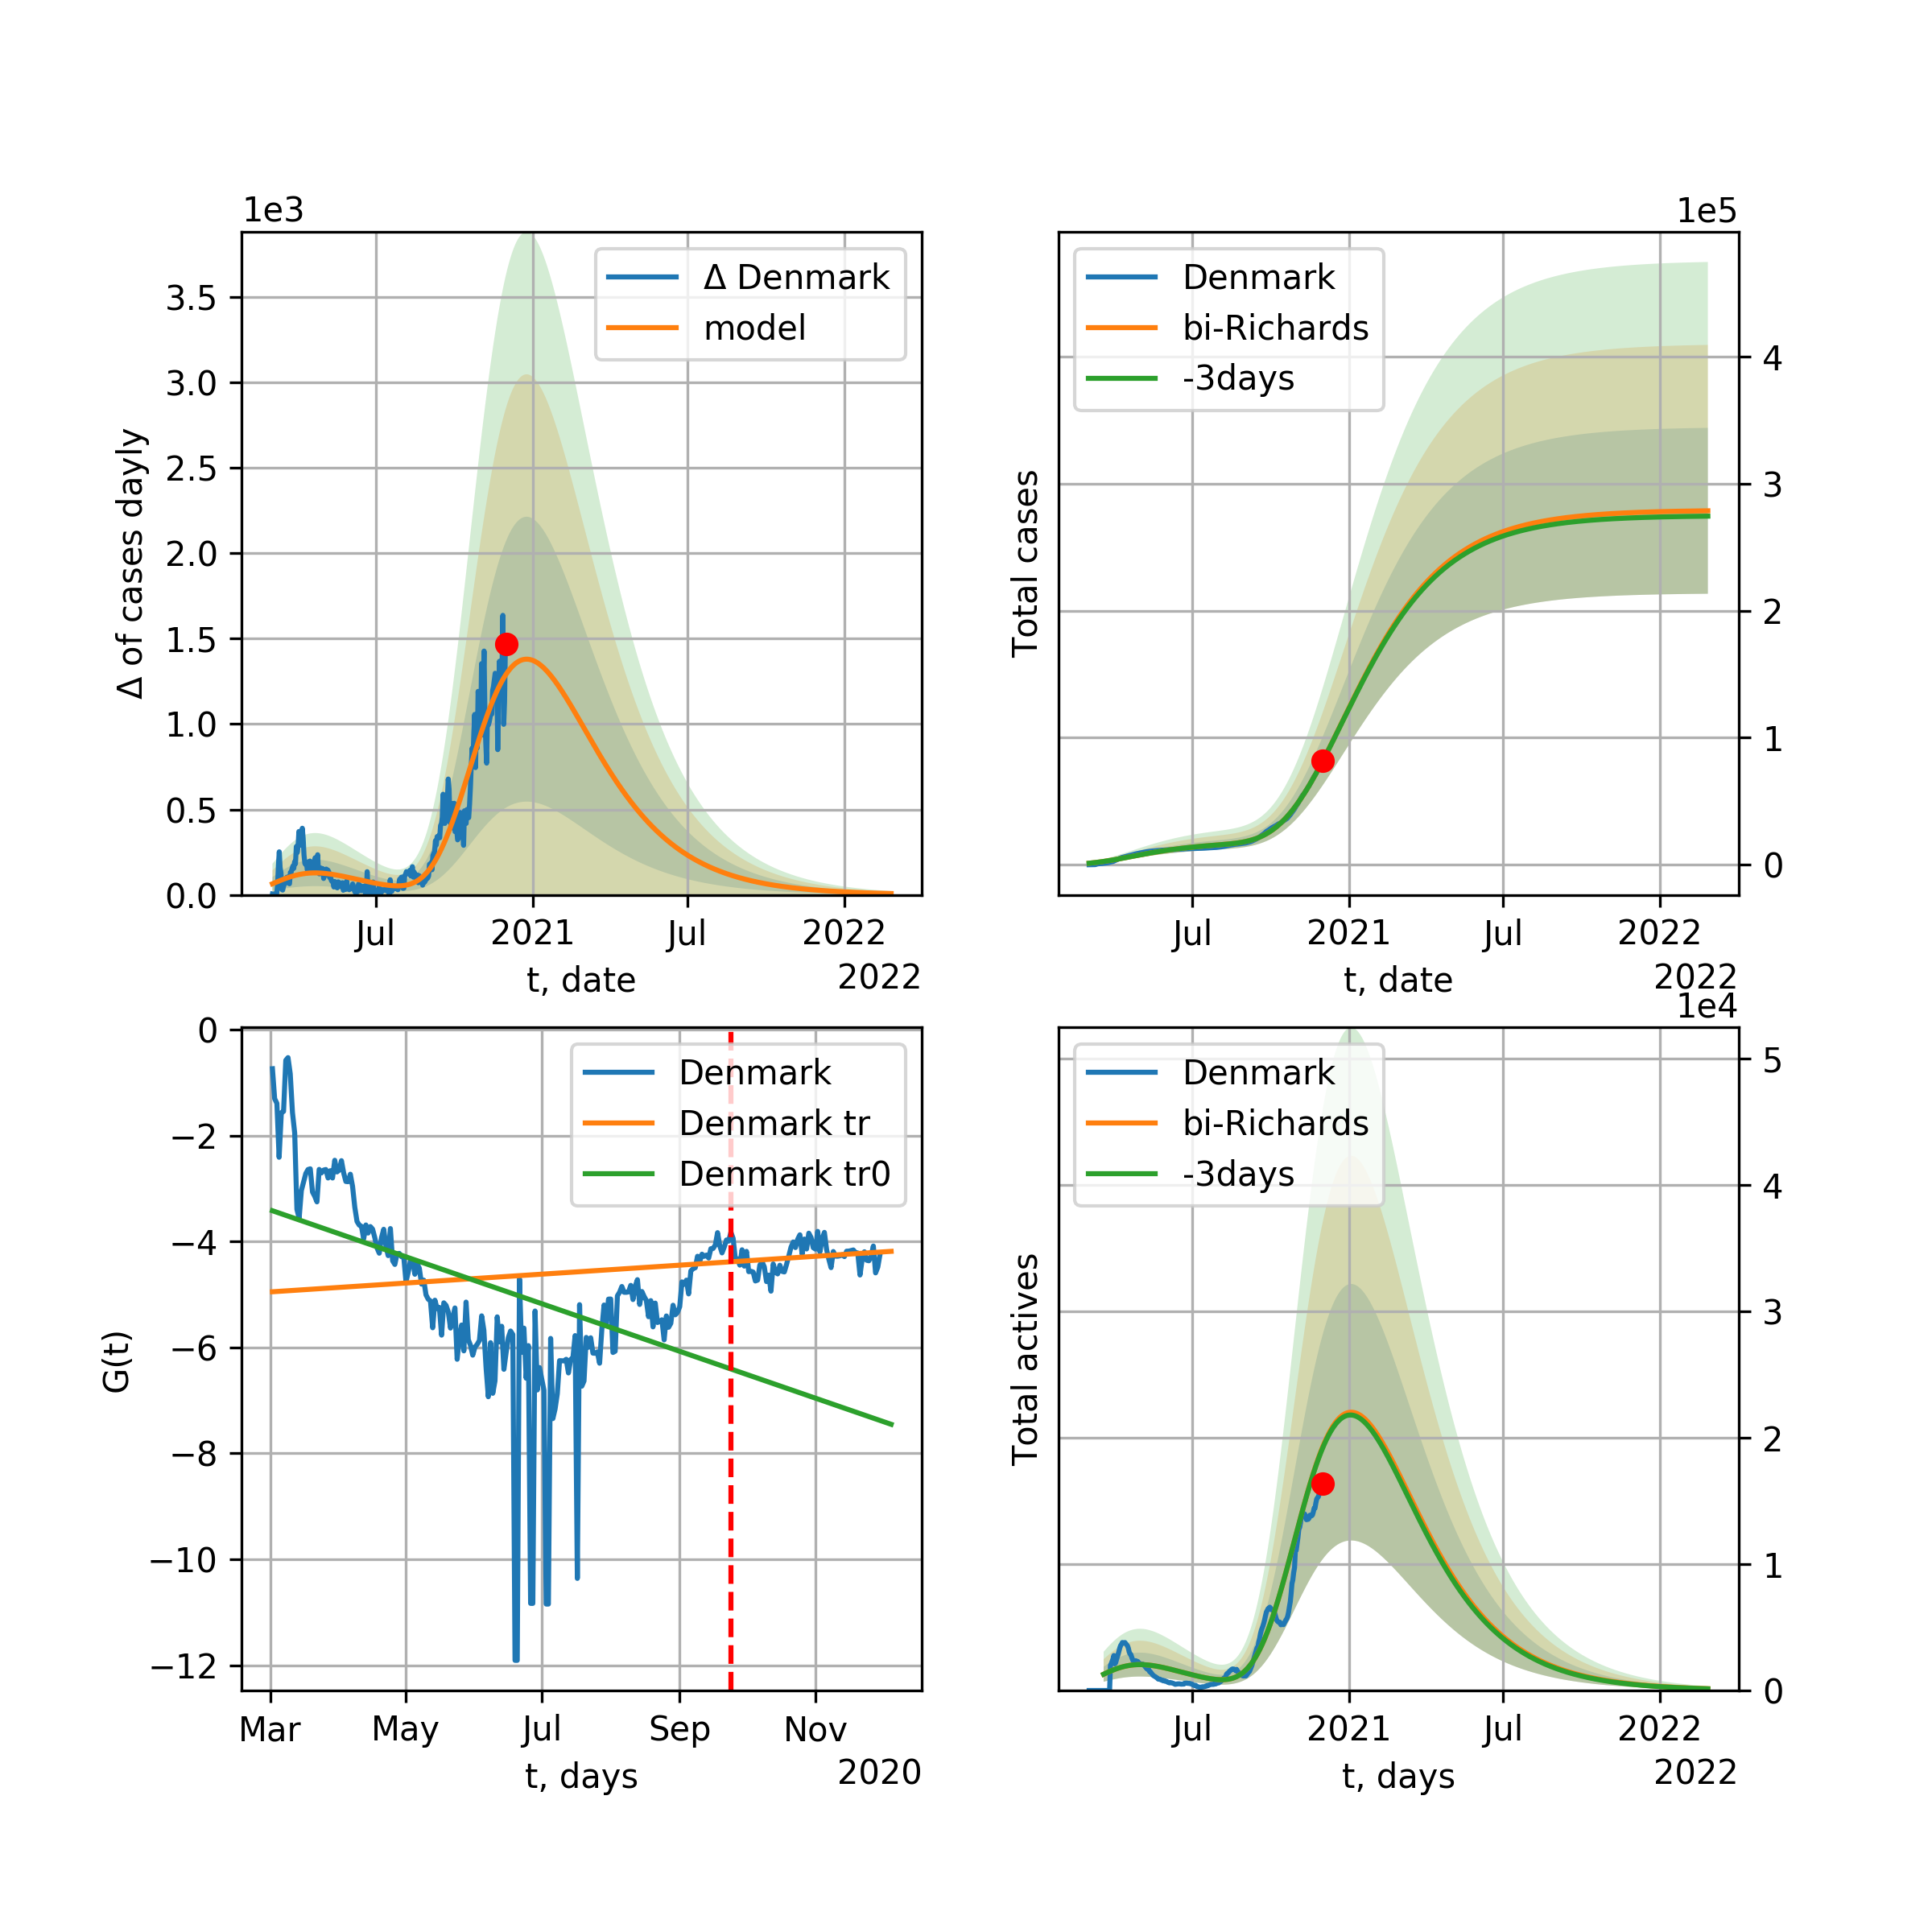 1e3
Δ of cases dayly
3.5
3.0
2.5
2.0
1.5
1.0
0.5
0.0
Δ Denmark
model
Jul
2021
Jul
2022
t, date
2022
1e5
Total cases
Denmark
bi-Richards
-3days
4
3
2
1
0
Jul
2021
Jul
2022
t, date
2022
G(t)
0
−2
−4
−6
−8
−10
−12
Denmark
Denmark tr
Denmark tr0
Mar
May
Jul
Sep
Nov
t, days
2020
1e4
Total actives
Denmark
bi-Richards
-3days
5
4
3
2
1
0
Jul
2021
Jul
2022
t, days
2022